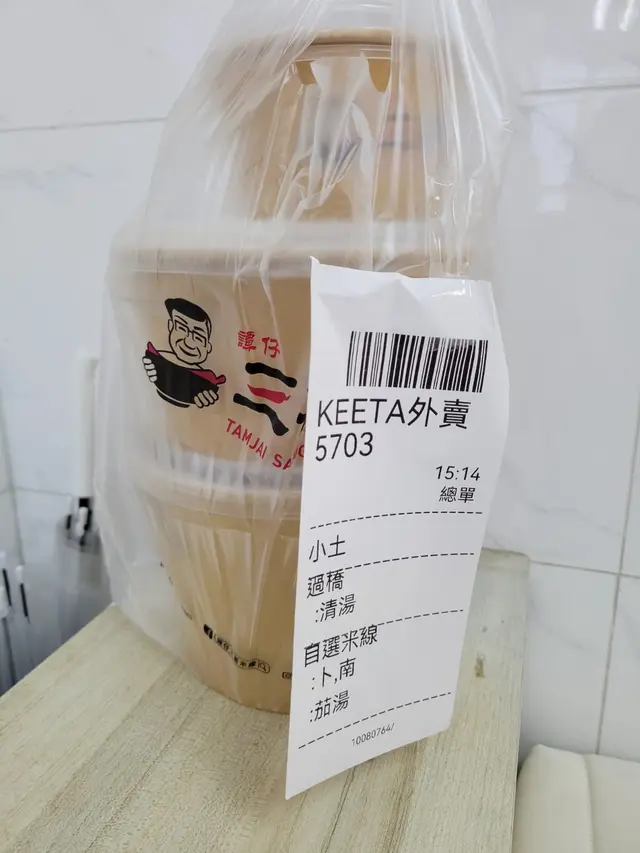 譚仔
三
TAMJAI SA
KEETA外賣
5703
15:14
總單
小土
過橋
:清湯
自選米線
:卜,南
:茄湯
10080764/